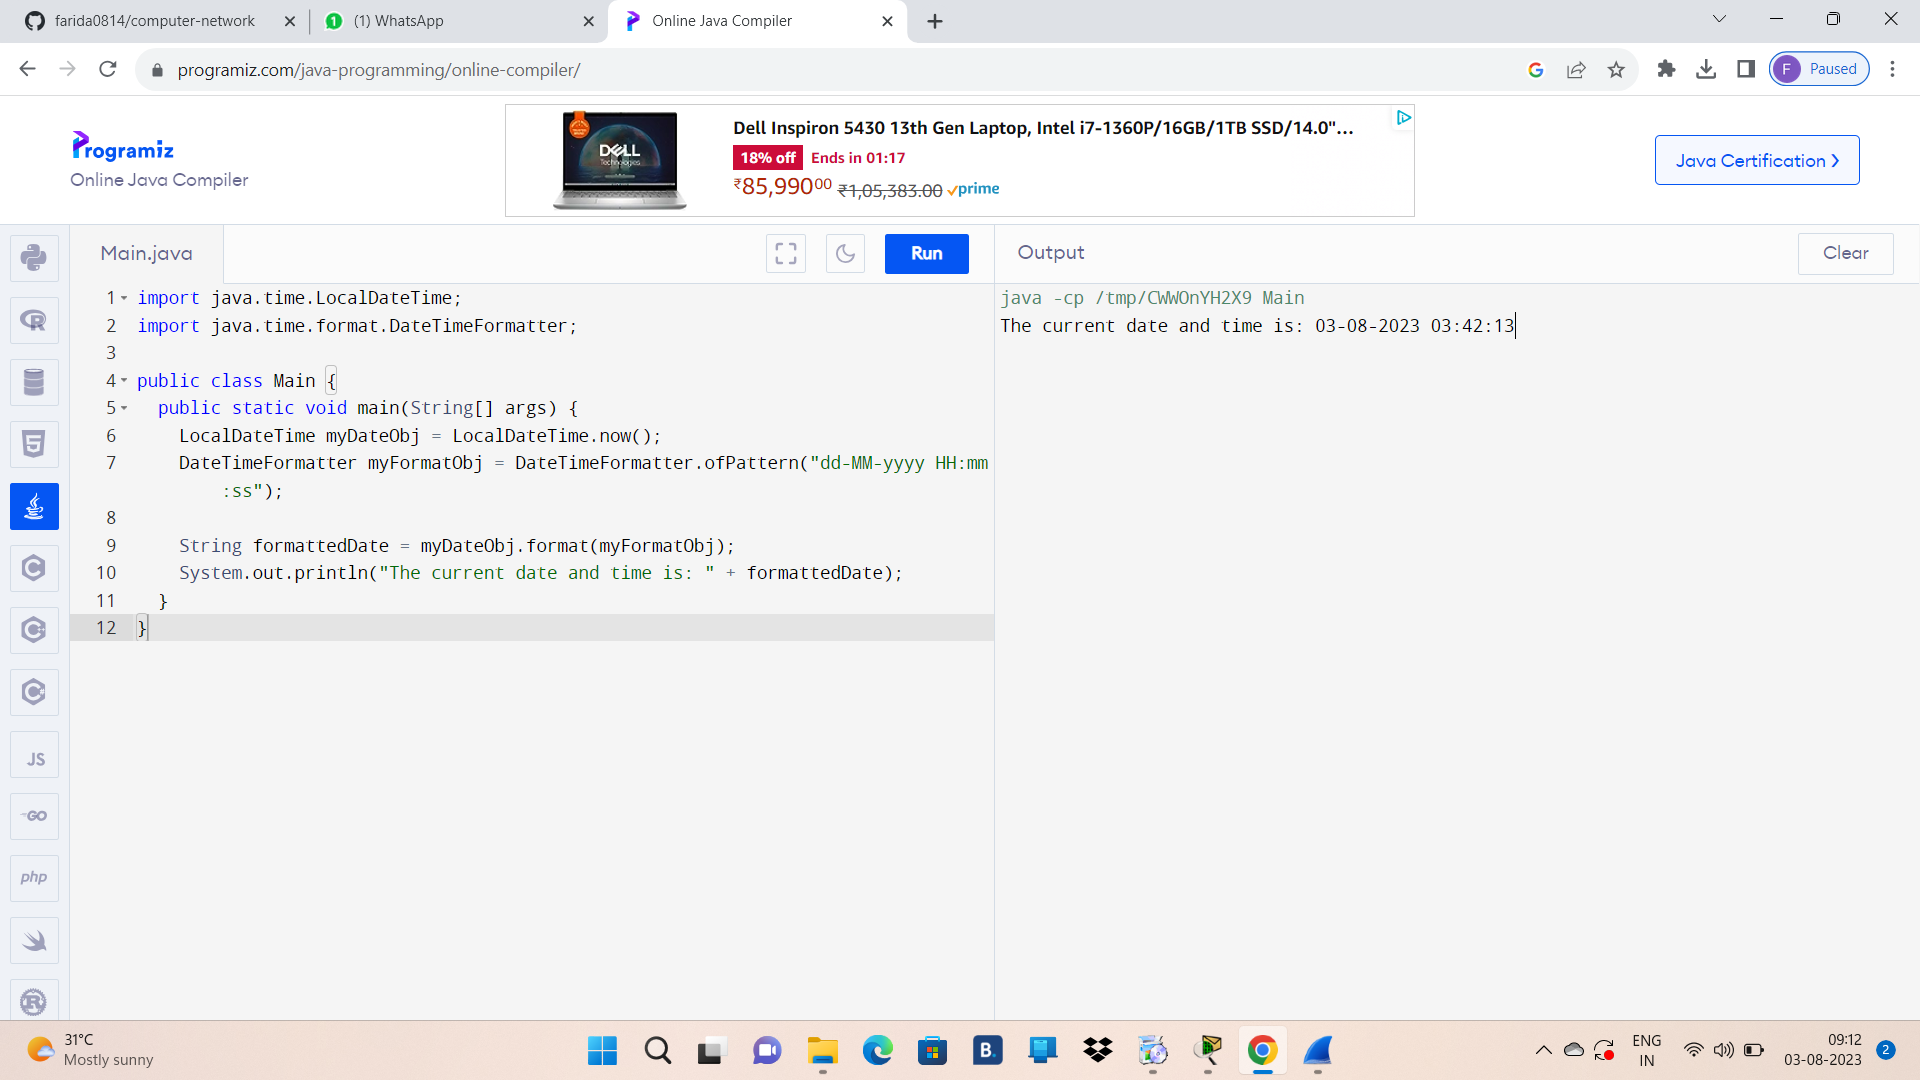 farida0814/computer-network
(1) WhatsApp
Online Java Compiler
programiz.com/java-programming/online-compiler/
F Paused
Programiz
Online Java Compiler
DELL
Technologies
Dell Inspiron 5430 13th Gen Laptop, Intel i7-1360P/16GB/1TB SSD/14.0"...
18% off Ends in 01:17
₹85,99000 ₹1,05,383.00 prime
Java Certification
Main.java
Run
Output
Clear
1 import java.time.LocalDateTime;
2 import java.time.format.DateTimeFormatter;
3
4 public class Main {
5 public static void main(String[] args) {
6 LocalDateTime myDateObj = LocalDateTime.now();
7 DateTimeFormatter myFormatObj = DateTimeFormatter.ofPattern("dd-MM-yyyy HH:mm
:ss");
8
9 String formattedDate = myDateObj.format(myFormatObj);
10 System.out.println("The current date and time is: " + formattedDate);
11 }
12 }
java -cp /tmp/CWWOnYH2X9 Main
The current date and time is: 03-08-2023 03:42:13
JS
GO
php
31°C
Mostly sunny
B.
ENG
IN
09:12
03-08-2023
2